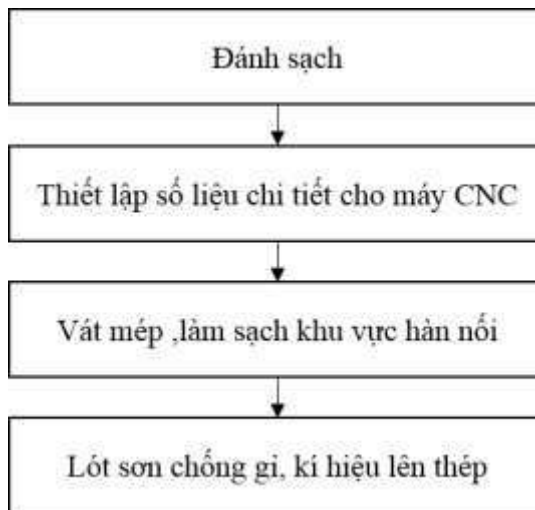 Đánh sạch
Thiết lập số liệu chi tiết cho máy CNC
Vát mép ,làm sạch khu vực hàn nối
Lót sơn chống gỉ, kí hiệu lên thép